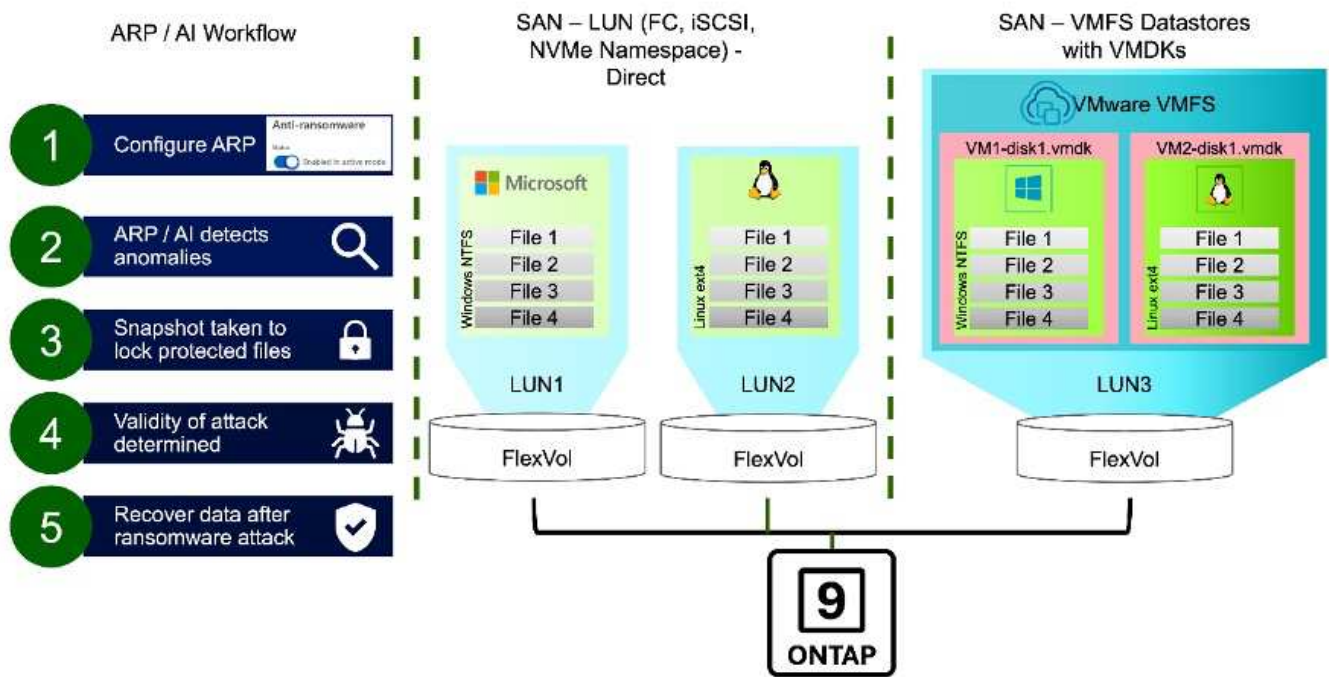 ARP / AI Workflow
1
Configure ARP
Anti-ransomware
Status
Enabled in active mode
2
ARP / AI detects
anomalies
3
Snapshot taken to
lock protected files
4
Validity of attack
determined
5
Recover data after
ransomware attack
SAN – LUN (FC, iSCSI,
NVMe Namespace) -
Direct
Microsoft
Windows NTFS
File 1
File 2
File 3
File 4
LUN1
FlexVol
Linux ext4
File 1
File 2
File 3
File 4
LUN2
FlexVol
SAN – VMFS Datastores
with VMDKs
VMware VMFS
VM1-disk1.vmdk
Windows NTFS
File 1
File 2
File 3
File 4
VM2-disk1.vmdk
Linux ext4
File 1
File 2
File 3
File 4
LUN3
FlexVol
9
ONTAP